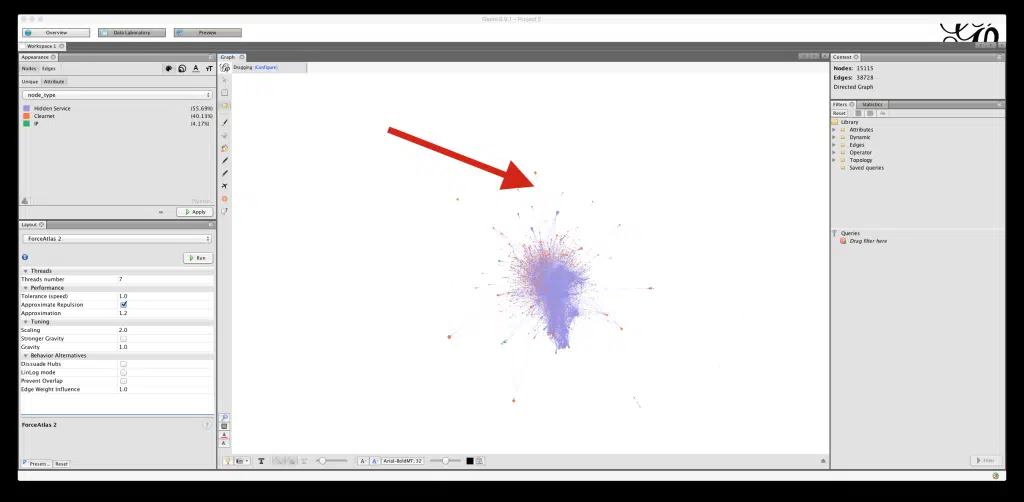 Gephi 0.9.1 - Project 2
Overview
Data Laboratory
Preview
Workspace 1
Appearance
Nodes Edges
Unique Attribute
node_type
Hidden Service (55.69%)
Clearnet (40.13%)
IP (4.17%)
Apply
Layout
ForceAtlas 2
Run
Threads
Threads number 7
Performance
Tolerance (speed) 1.0
Approximate Repulsion
Approximation 1.2
Tuning
Scaling 2.0
Stronger Gravity
Gravity 1.0
Behavior Alternatives
Dissuade Hubs
LinLog mode
Prevent Overlap
Edge Weight Influence 1.0
ForceAtlas 2
Presets... Reset
Graph
Dragging (Configure)
Arial-BoldMT, 32
Context
Nodes: 15115
Edges: 38728
Directed Graph
Filters Statistics
Reset
Library
Attributes
Dynamic
Edges
Operator
Topology
Saved queries
Queries
Drag filter here
Filter